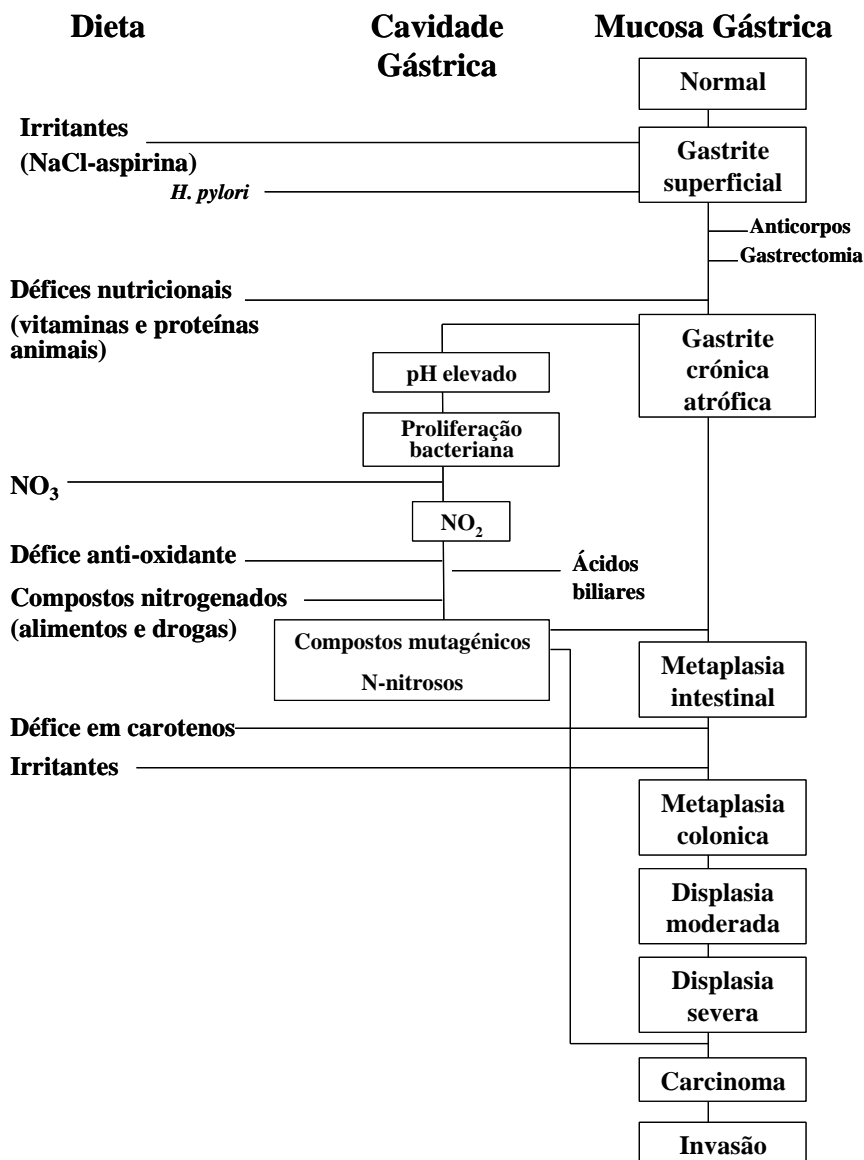 Dieta
Cavidade
Gástrica
Mucosa Gástrica
Normal
Irritantes
(NaCl-aspirina)
H. pylori
Gastrite
superficial
Anticorpos
Gastrectomia
Défices nutricionais
(vitaminas e proteínas
animais)
Gastrite
crónica
atrófica
pH elevado
Proliferação
bacteriana
NO₃
NO₂
Défice anti-oxidante
Ácidos
biliares
Compostos nitrogenados
(alimentos e drogas)
Compostos mutagénicos
N-nitrosos
Metaplasia
intestinal
Défice em carotenos
Irritantes
Metaplasia
colonica
Displasia
moderada
Displasia
severa
Carcinoma
Invasão